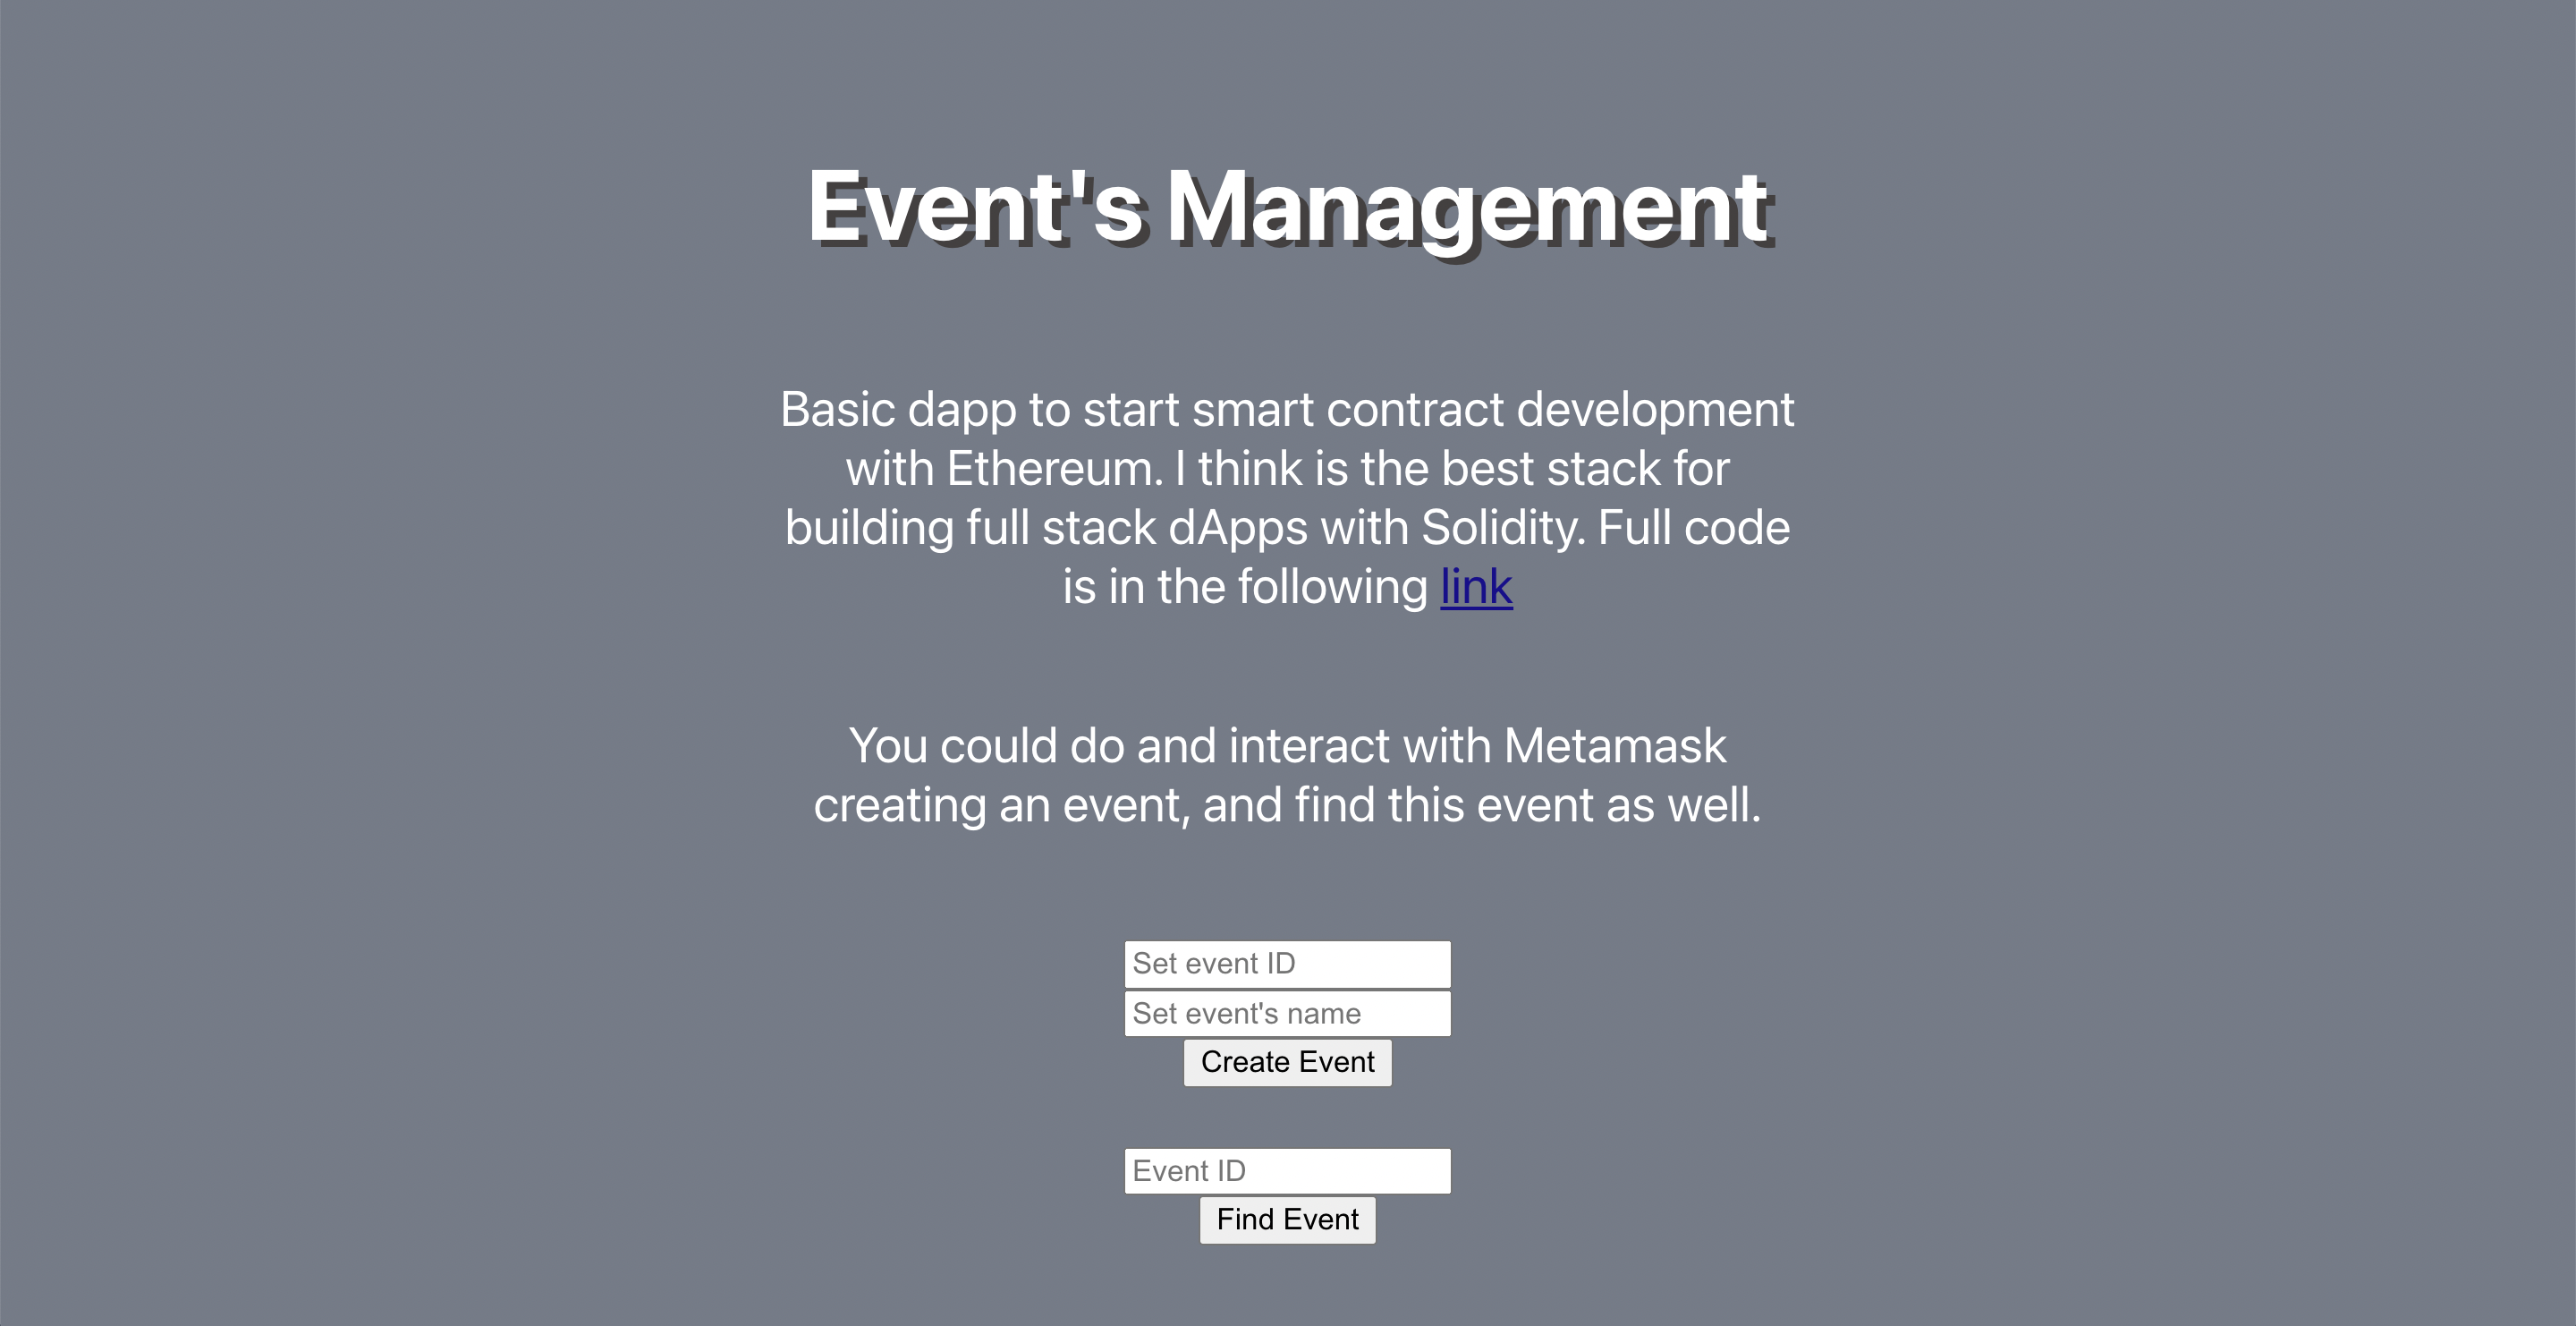 Event's Management
Basic dapp to start smart contract development
with Ethereum. I think is the best stack for
building full stack dApps with Solidity. Full code
is in the following link
You could do and interact with Metamask
creating an event, and find this event as well.
Set event ID
Set event's name
Create Event
Event ID
Find Event